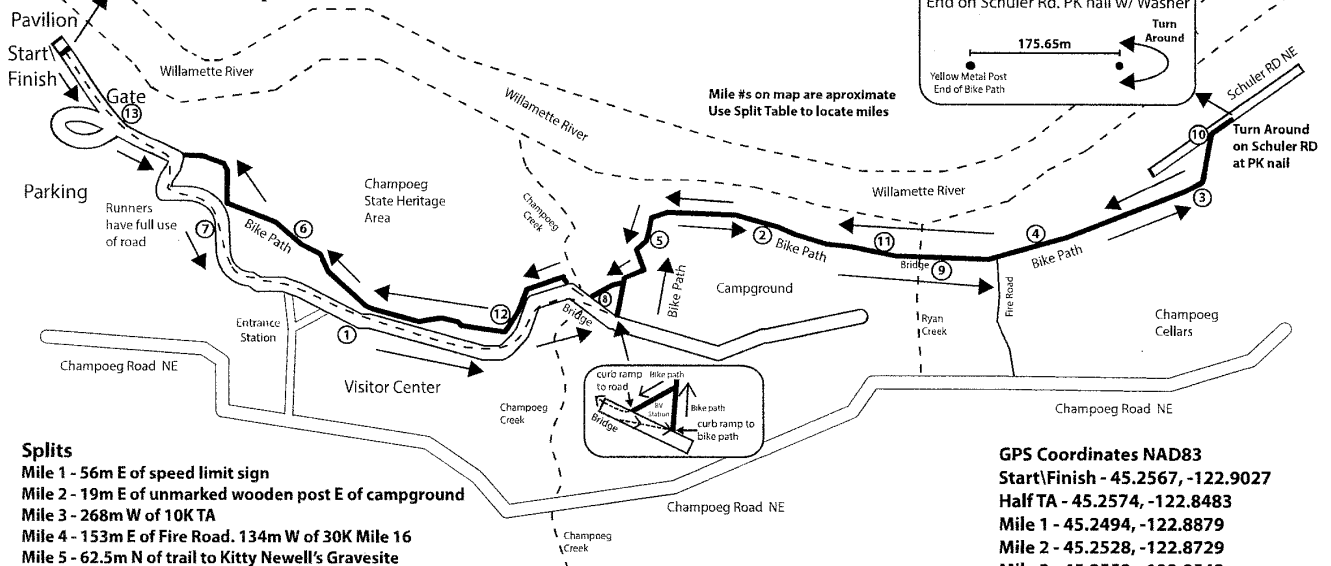 End on Schuler Rd. PK nail w/ Washer
Turn
Around
175.65m
Yellow Metal Post
End of Bike Path
Pavilion
Start
Finish
Gate
13
Willamette River
Willamette River
Mile #s on map are aproximate
Use Split Table to locate miles
Schuler RD NE
10
Turn Around
on Schuler RD
at PK nail
Parking
Runners
have full use
of road
7
Bike Path
6
Champoeg
State Heritage
Area
Champoeg
Creek
5
2
Bike Path
Willamette River
11
Bridge
9
4
Bike Path
3
12
8
Bridge
Bike Path
Campground
Ryan
Creek
Fire Road
Champoeg
Cellars
Entrance
Station
1
Champoeg Road NE
Visitor Center
Champoeg
Creek
curb ramp
to road
Bike path
RV
Station
Bike path
Bridge
curb ramp to
bike path
Champoeg Road NE
Champoeg Road NE
Champoeg
Creek
Splits
Mile 1 - 56m E of speed limit sign
Mile 2 - 19m E of unmarked wooden post E of campground
Mile 3 - 268m W of 10K TA
Mile 4 - 153m E of Fire Road. 134m W of 30K Mile 16
Mile 5 - 62.5m N of trail to Kitty Newell's Gravesite
GPS Coordinates NAD83
Start\Finish - 45.2567, -122.9027
Half TA - 45.2574, -122.8483
Mile 1 - 45.2494, -122.8879
Mile 2 - 45.2528, -122.8729